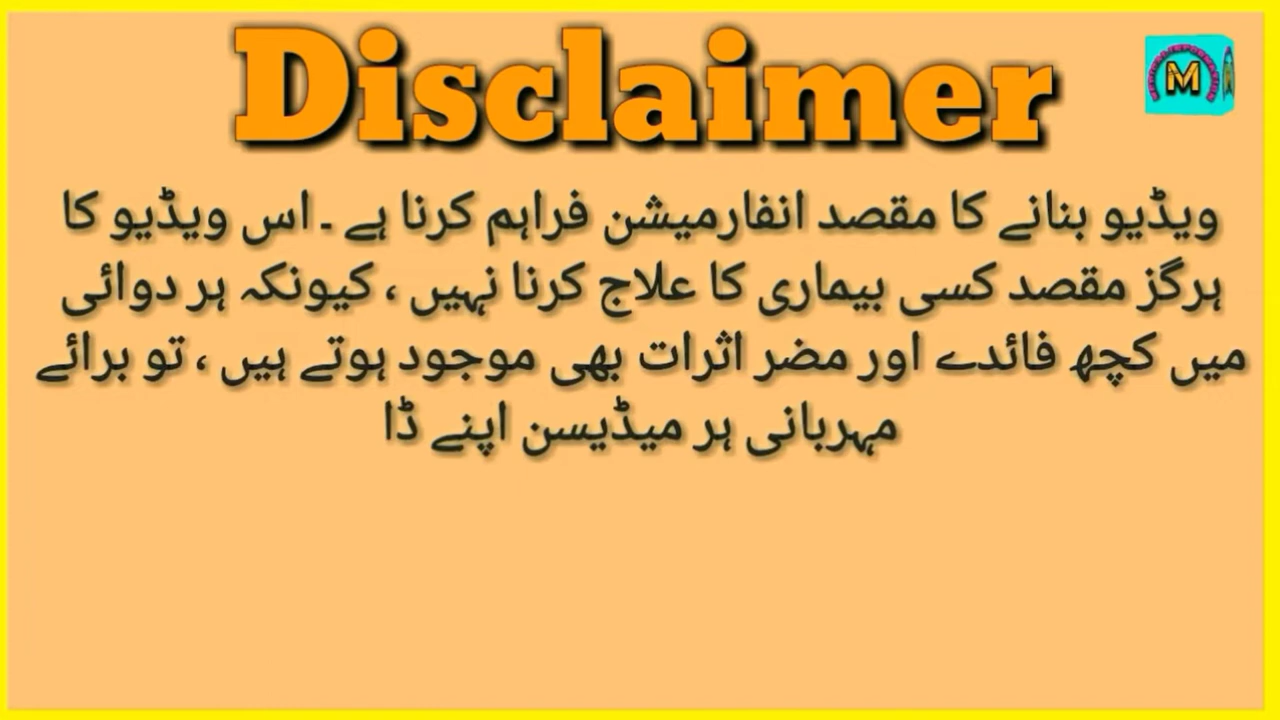 Disclaimer
M
ویڈیو بنانے کا مقصد انفارمیشن فراہم کرنا ہے ۔ اس ویڈیو کا
ہرگز مقصد کسی بیماری کا علاج کرنا نہیں ، کیونکہ ہر دوائی
میں کچھ فائدے اور مضر اثرات بھی موجود ہوتے ہیں ، تو برائے
مہربانی ہر میڈیسن اپنے ڈا